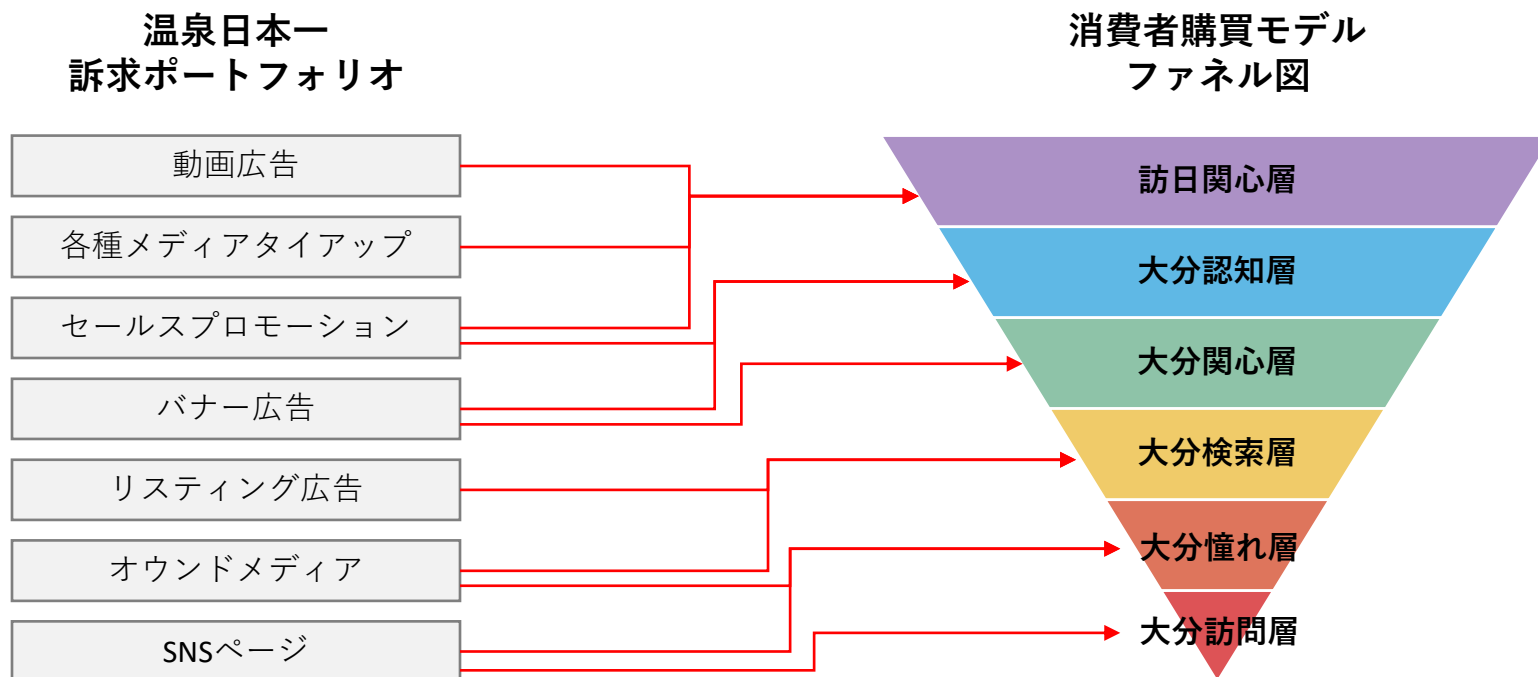 温泉日本一
訴求ポートフォリオ
消費者購買モデル
ファネル図
動画広告
各種メディアタイアップ
セールスプロモーション
バナー広告
リスティング広告
オウンドメディア
SNSページ
訪日関心層
大分認知層
大分関心層
大分検索層
大分憧れ層
大分訪問層